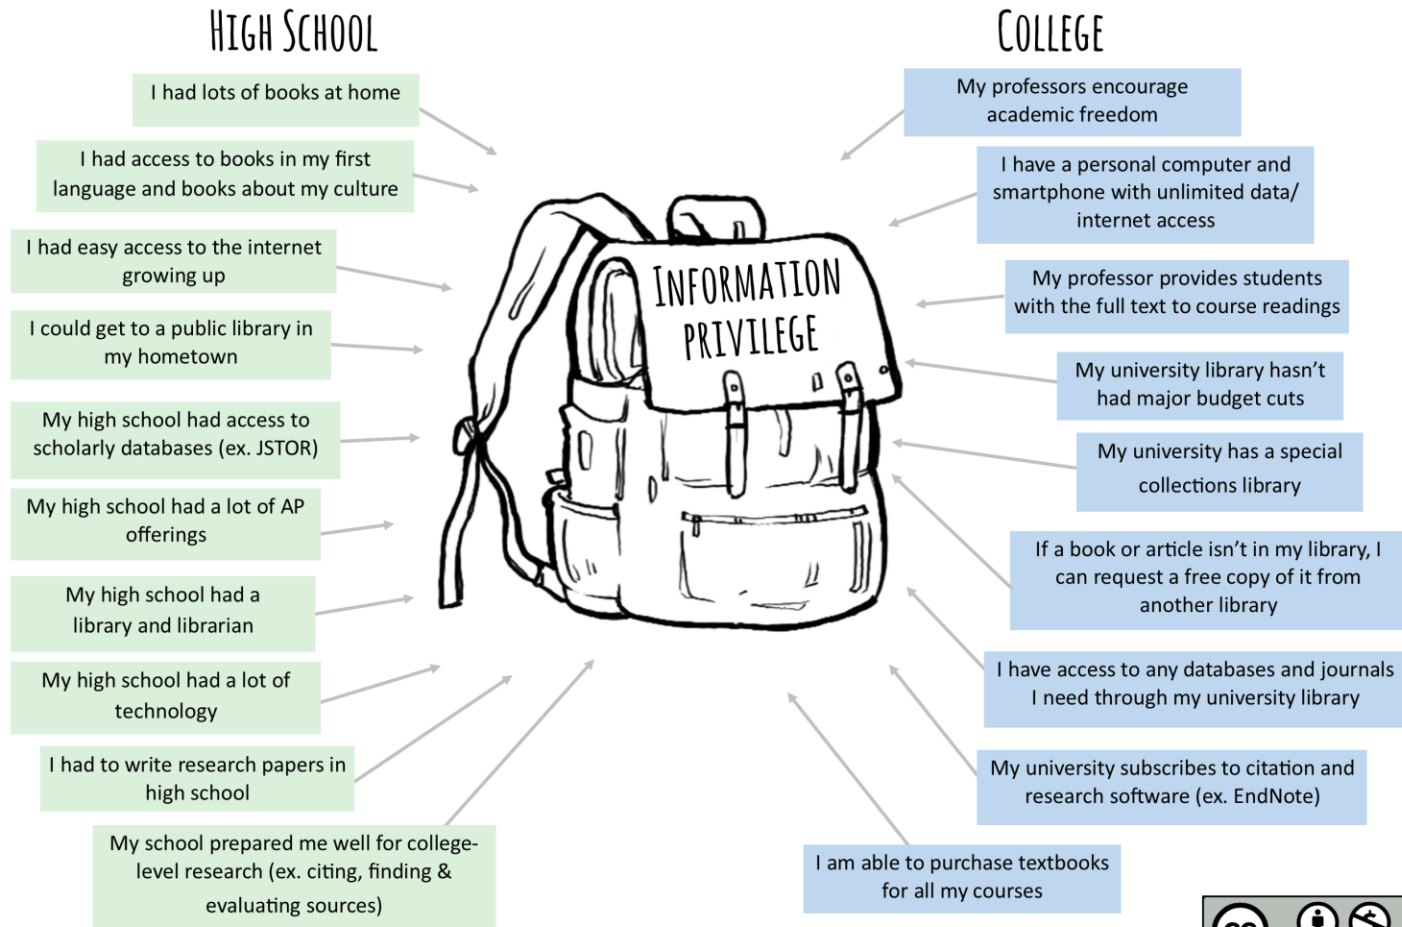 HIGH SCHOOL
I had lots of books at home
I had access to books in my first
language and books about my culture
I had easy access to the internet
growing up
I could get to a public library in
my hometown
My high school had access to
scholarly databases (ex. JSTOR)
My high school had a lot of AP
offerings
My high school had a
library and librarian
My high school had a lot of
technology
I had to write research papers in
high school
My school prepared me well for college-
level research (ex. citing, finding &
evaluating sources)
INFORMATION
PRIVILEGE
COLLEGE
My professors encourage
academic freedom
I have a personal computer and
smartphone with unlimited data/
internet access
My professor provides students
with the full text to course readings
My university library hasn't
had major budget cuts
My university has a special
collections library
If a book or article isn't in my library, I
can request a free copy of it from
another library
I have access to any databases and journals
I need through my university library
My university subscribes to citation and
research software (ex. EndNote)
I am able to purchase textbooks
for all my courses
cc